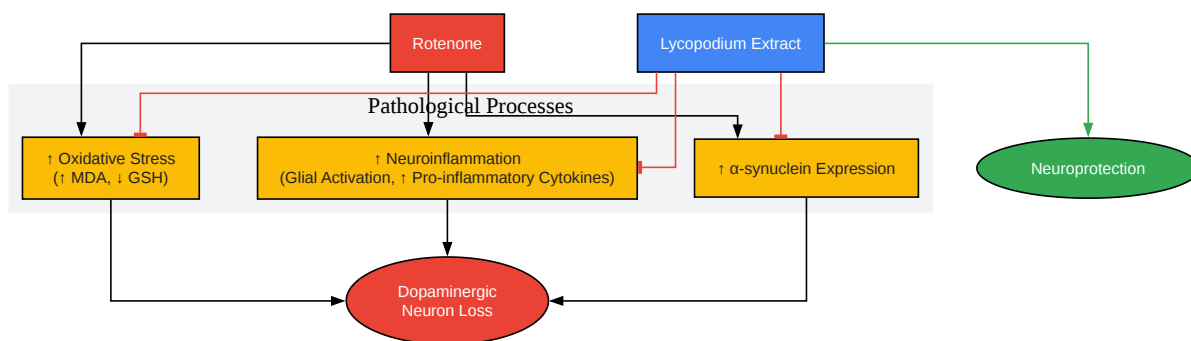 Rotenone
Lycopodium Extract
Pathological Processes
↑ Oxidative Stress
(↑ MDA, ↓ GSH)
↑ Neuroinflammation
(Glial Activation, ↑ Pro-inflammatory Cytokines)
↑ α-synuclein Expression
Neuroprotection
Dopaminergic
Neuron Loss